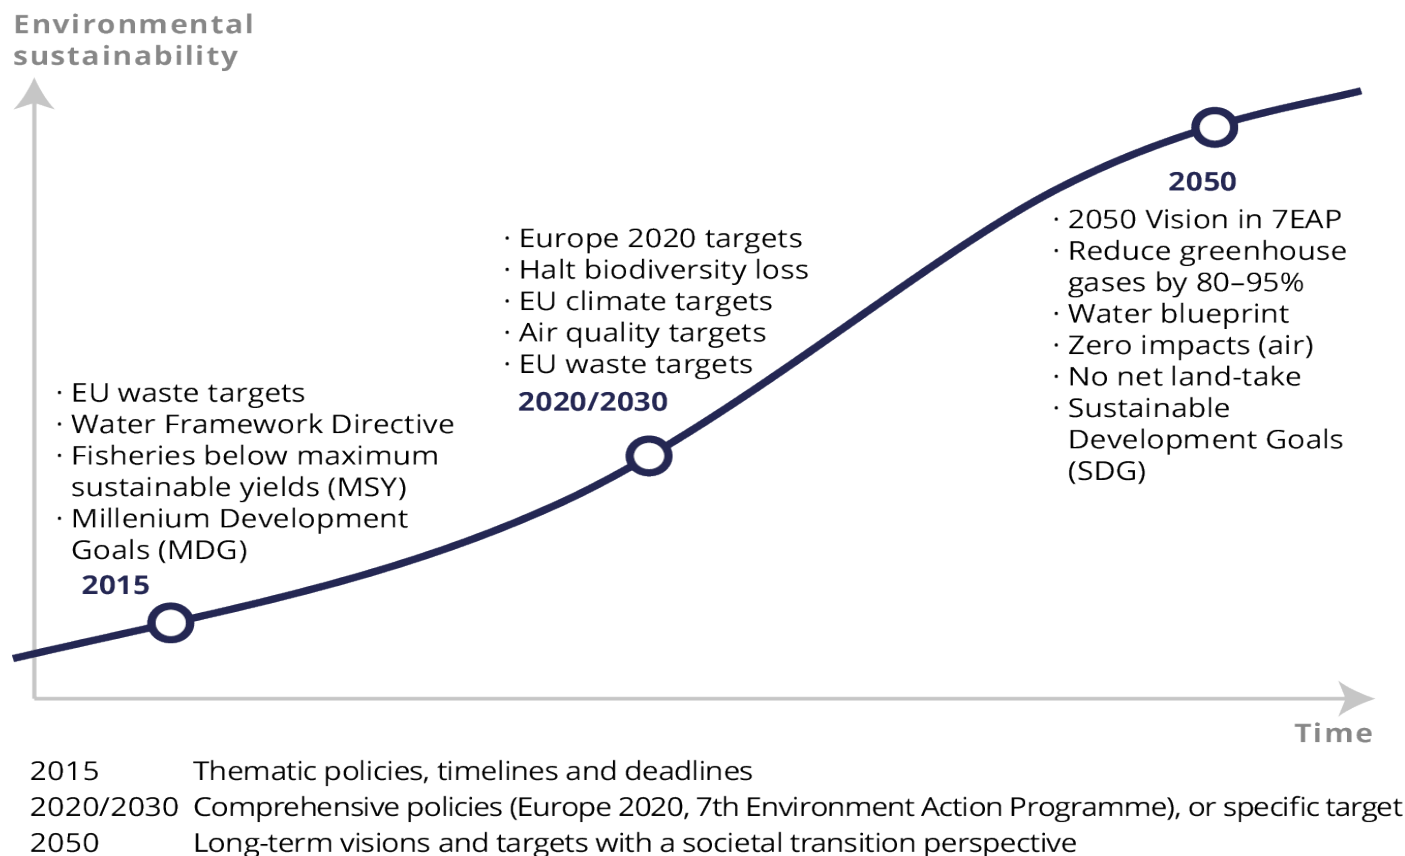 Environmental
sustainability
· Europe 2020 targets
· Halt biodiversity loss
· EU climate targets
· Air quality targets
· EU waste targets
2020/2030
· EU waste targets
· Water Framework Directive
· Fisheries below maximum
sustainable yields (MSY)
· Millenium Development
Goals (MDG)
2015
2050
· 2050 Vision in 7EAP
· Reduce greenhouse
gases by 80–95%
· Water blueprint
· Zero impacts (air)
· No net land-take
· Sustainable
Development Goals
(SDG)
Time
2015 Thematic policies, timelines and deadlines
2020/2030 Comprehensive policies (Europe 2020, 7th Environment Action Programme), or specific target
2050 Long-term visions and targets with a societal transition perspective